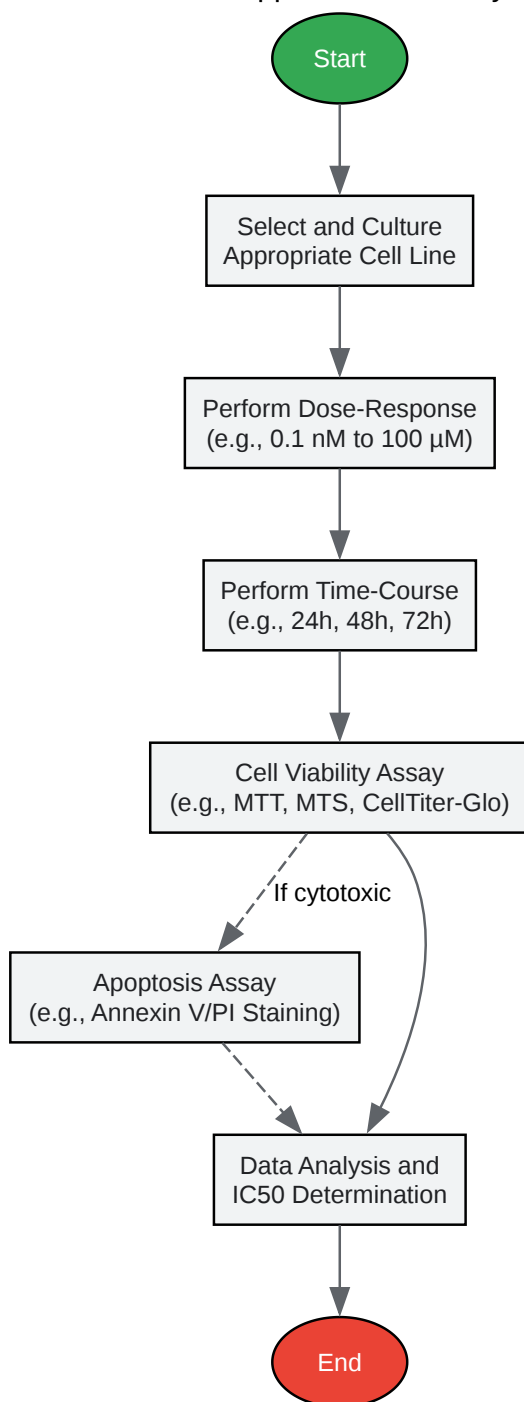 Start
Select and Culture
Appropriate Cell Line
Perform Dose-Response
(e.g., 0.1 nM to 100 µM)
Perform Time-Course
(e.g., 24h, 48h, 72h)
Cell Viability Assay
(e.g., MTT, MTS, CellTiter-Glo)
If cytotoxic
Apoptosis Assay
(e.g., Annexin V/PI Staining)
Data Analysis and
IC50 Determination
End